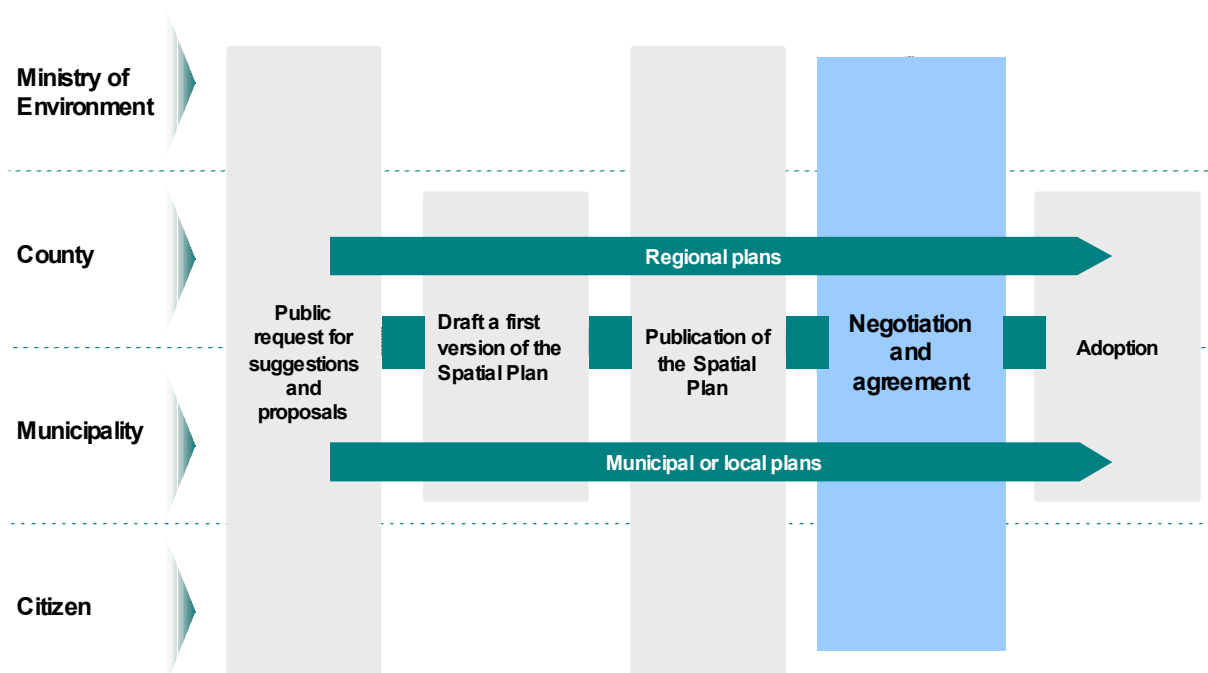 Ministry of
Environment
County
Regional plans
Public
request for
suggestions
and
proposals
Draft a first
version of the
Spatial Plan
Publication of
the Spatial
Plan
Negotiation
and
agreement
Adoption
Municipality
Municipal or local plans
Citizen